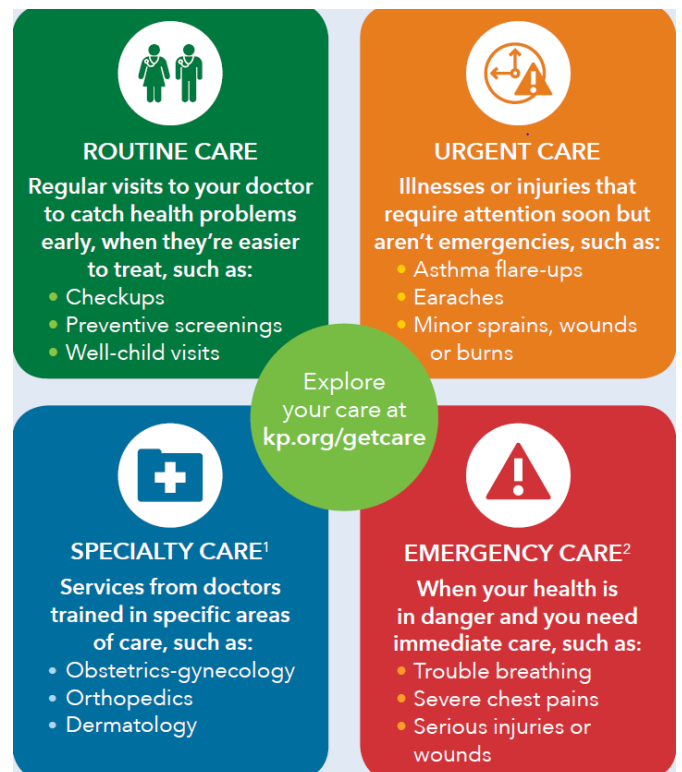 ROUTINE CARE
Regular visits to your doctor
to catch health problems
early, when they're easier
to treat, such as:
• Checkups
• Preventive screenings
• Well-child visits
URGENT CARE
Illnesses or injuries that
require attention soon but
aren't emergencies, such as:
• Asthma flare-ups
• Earaches
• Minor sprains, wounds
or burns
Explore
your care at
kp.org/getcare
SPECIALTY CARE¹
Services from doctors
trained in specific areas
of care, such as:
• Obstetrics-gynecology
• Orthopedics
• Dermatology
EMERGENCY CARE²
When your health is
in danger and you need
immediate care, such as:
• Trouble breathing
• Severe chest pains
• Serious injuries or
wounds